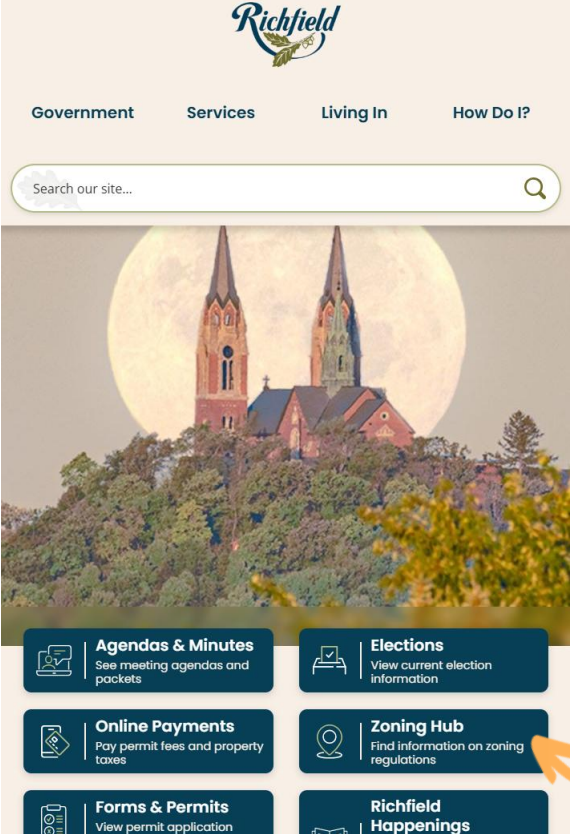 Richfield
Government Services Living In How Do I?
Search our site...
Agendas & Minutes
See meeting agendas and
packets
Elections
View current election
information
Online Payments
Pay permit fees and property
taxes
Zoning Hub
Find information on zoning
regulations
Forms & Permits
View permit application
Richfield
Happenings